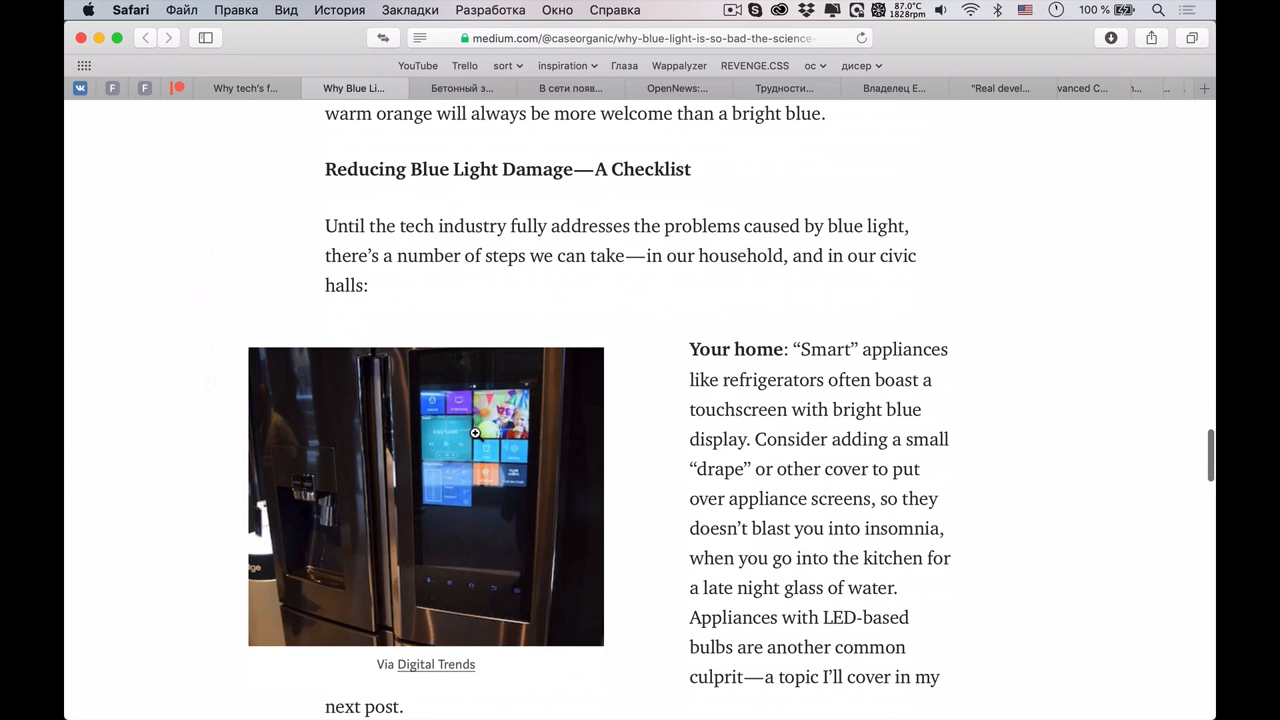 Safari Файл Правка Вид История Закладки Разработка Окно Справка 87.0°C 1828rpm 100 %
medium.com/@caseorganic/why-blue-light-is-so-bad-the-science-
YouTube Trello sort inspiration Глаза Wappalyzer REVENGE.CSS ос дисер
F F Why tech's f... Why Blue Li... Бетонный з... В сети появ... OpenNews:... Трудности... Владелец Е... "Real devel... vanced C...
warm orange will always be more welcome than a bright blue.
Reducing Blue Light Damage—A Checklist
Until the tech industry fully addresses the problems caused by blue light,
there's a number of steps we can take—in our household, and in our civic
halls:
Your home: “Smart” appliances
like refrigerators often boast a
touchscreen with bright blue
display. Consider adding a small
“drape” or other cover to put
over appliance screens, so they
doesn’t blast you into insomnia,
when you go into the kitchen for
a late night glass of water.
Appliances with LED-based
bulbs are another common
culprit—a topic I’ll cover in my
next post.
Via Digital Trends